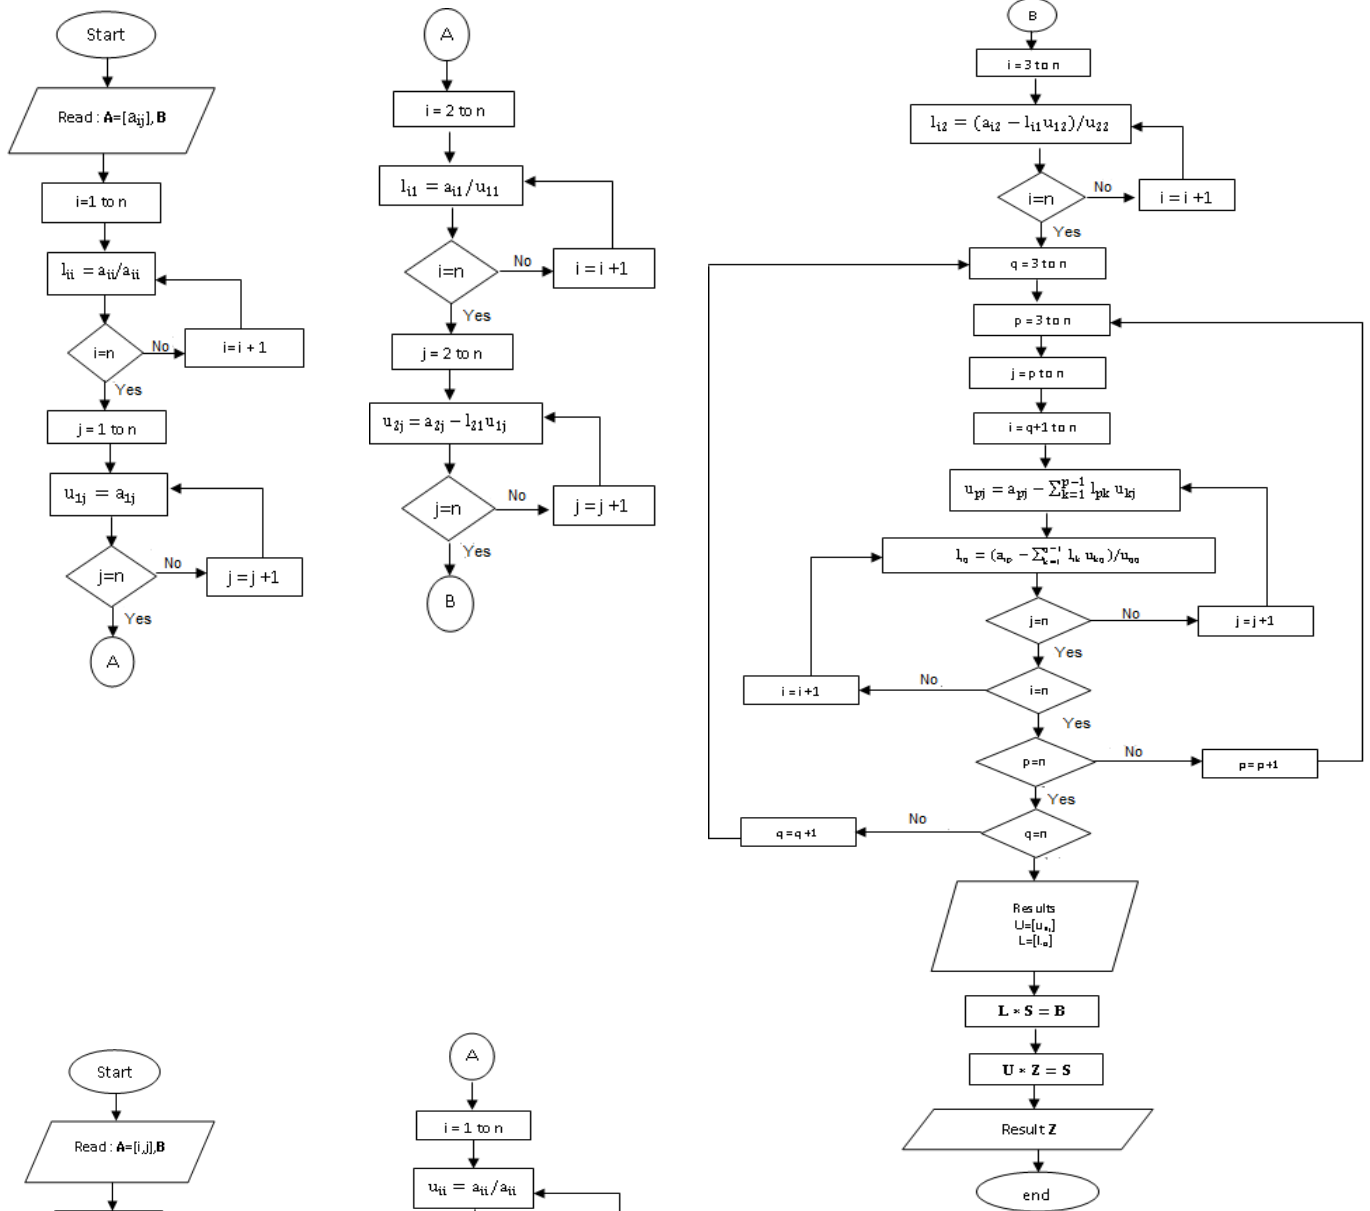 Start
Read : A=[aij], B
i=1 to n
lii = aii/aii
i=n
No
i= i + 1
Yes
j = 1 to n
u1j = a1j
j=n
No
j = j +1
Yes
A
A
i = 2 to n
li1 = ai1/u11
i=n
No
i = i +1
Yes
j = 2 to n
u2j = a2j − l21u1j
j=n
No
j = j +1
Yes
B
B
i = 3 to n
li2 = (ai2 − li1u12)/u22
i=n
No
i = i +1
Yes
q = 3 to n
p = 3 to n
j = p to n
i = q+1 to n
upj = apj − ∑k=1p−1 lpk ukj
j=n
No
j = j +1
Yes
i = i +1
No
i=n
Yes
p=n
No
p = p +1
Yes
q = q +1
No
q=n
Results
L ∗ S = B
U ∗ Z = S
Result Z
end
Start
Read : A=[i,j],B
A
i = 1 to n
uii = aii/aii